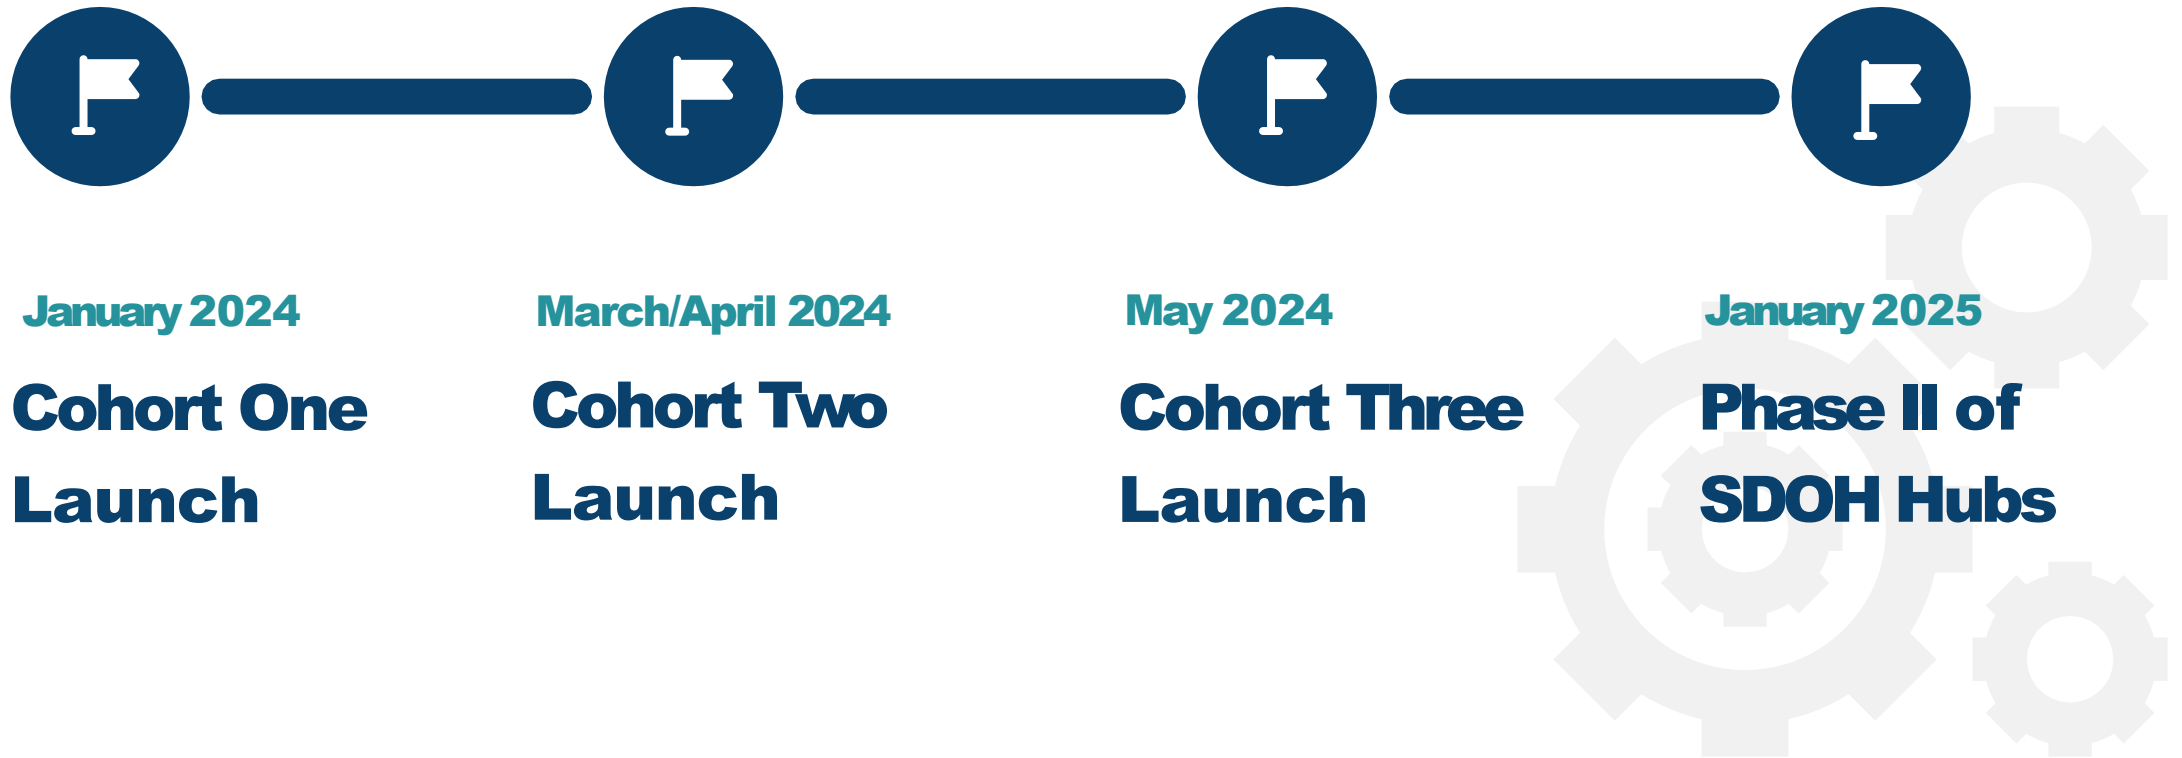 January 2024
Cohort One
Launch
March/April 2024
Cohort Two
Launch
May 2024
Cohort Three
Launch
January 2025
Phase II of
SDOH Hubs